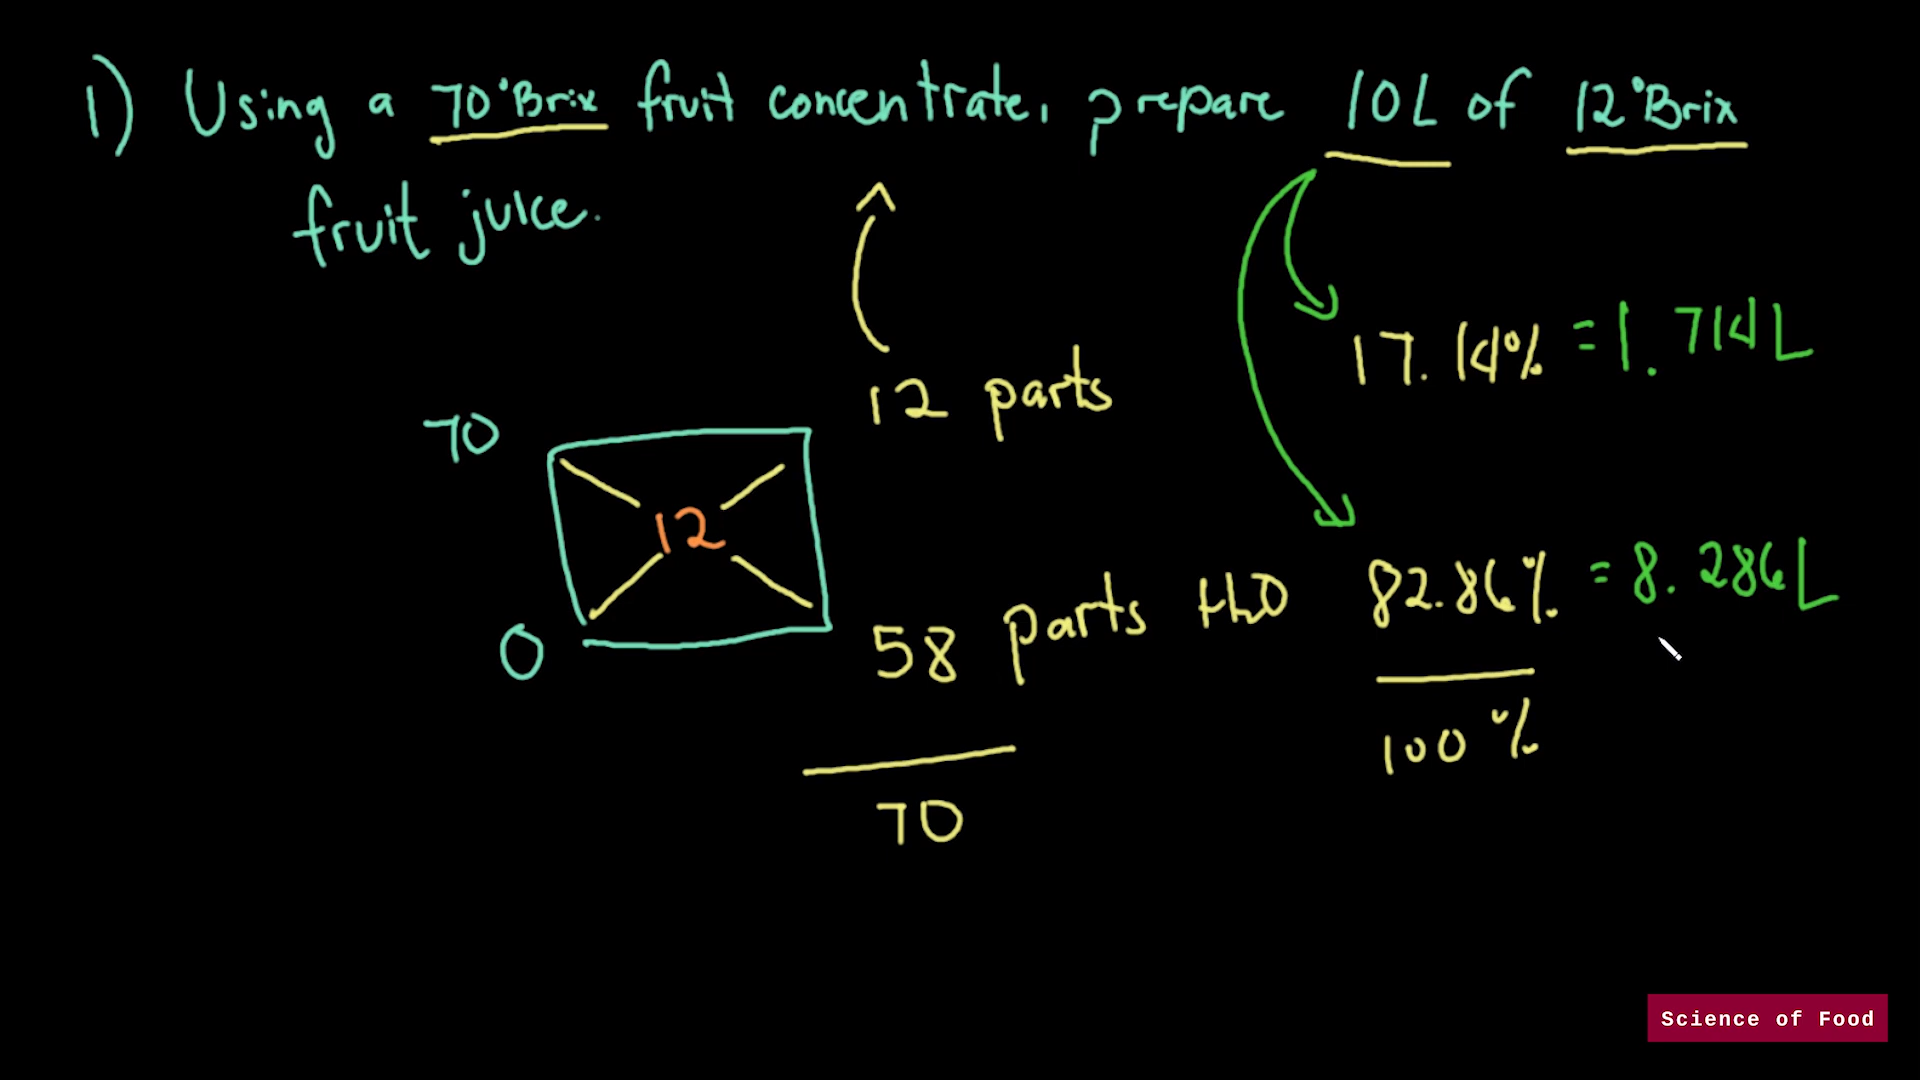 1) Using a 70°Brix fruit concentrate, prepare 10L of 12°Brix
fruit juice.
17.14% = 1.714L
12 parts
70
12
82.86% = 8.286L
58 parts H2O
0
100%
70
Science of Food